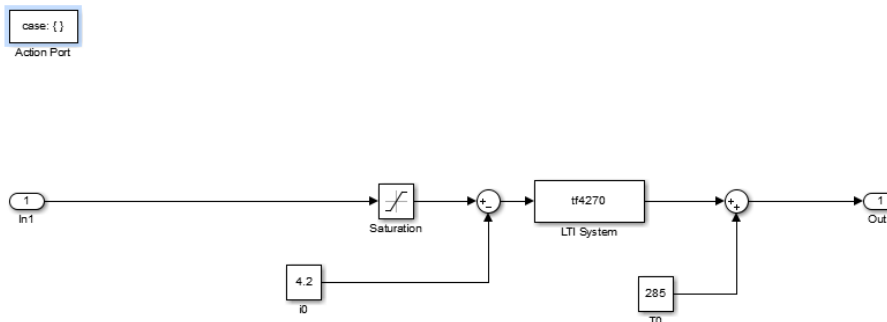 case: { }
Action Port
1
In1
Saturation
+
−
tf4270
LTI System
+
+
1
Out
4.2
i0
285
T0